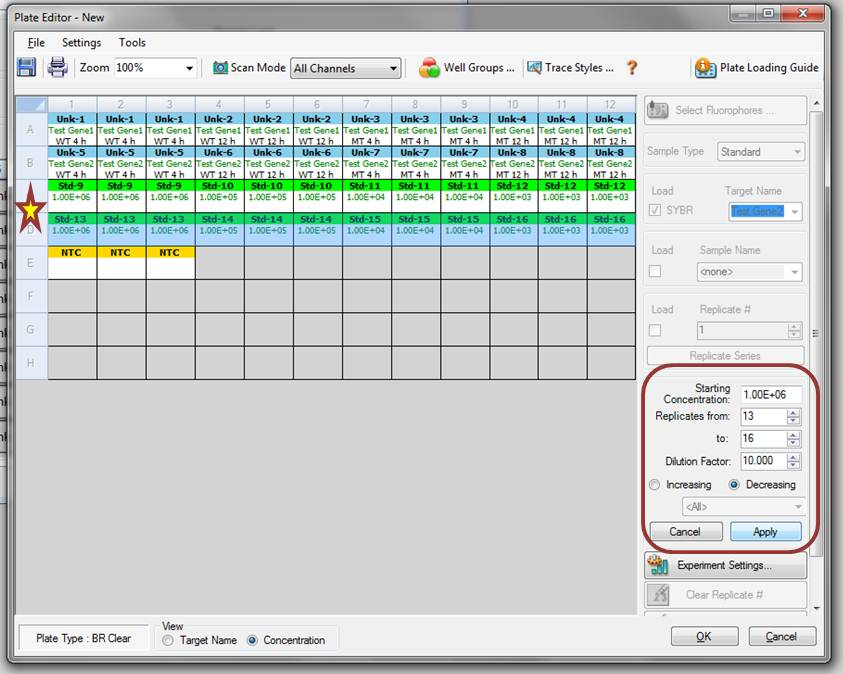 Plate Editor - New
File Settings Tools
Zoom 100% Scan Mode All Channels Well Groups ... Trace Styles ... ? Plate Loading Guide
1 2 3 4 5 6 7 8 9 10 11 12
A
Unk-1 Unk-1 Unk-1 Unk-2 Unk-2 Unk-2 Unk-3 Unk-3 Unk-3 Unk-4 Unk-4 Unk-4
Test Gene1 Test Gene1 Test Gene1 Test Gene1 Test Gene1 Test Gene1 Test Gene1 Test Gene1 Test Gene1 Test Gene1 Test Gene1 Test Gene1
WT 4 h WT 4 h WT 4 h WT 12 h WT 12 h WT 12 h MT 4 h MT 4 h MT 4 h MT 12 h MT 12 h MT 12 h
B
Unk-5 Unk-5 Unk-5 Unk-6 Unk-6 Unk-6 Unk-7 Unk-7 Unk-7 Unk-8 Unk-8 Unk-8
Test Gene2 Test Gene2 Test Gene2 Test Gene2 Test Gene2 Test Gene2 Test Gene2 Test Gene2 Test Gene2 Test Gene2 Test Gene2 Test Gene2
WT 4 h WT 4 h WT 4 h WT 12 h WT 12 h WT 12 h MT 4 h MT 4 h MT 4 h MT 12 h MT 12 h MT 12 h
Std-9 Std-9 Std-9 Std-10 Std-10 Std-10 Std-11 Std-11 Std-11 Std-12 Std-12 Std-12
1.00E+06 1.00E+06 1.00E+06 1.00E+05 1.00E+05 1.00E+05 1.00E+04 1.00E+04 1.00E+04 1.00E+03 1.00E+03 1.00E+03
D
Std-13 Std-13 Std-13 Std-14 Std-14 Std-14 Std-15 Std-15 Std-15 Std-16 Std-16 Std-16
1.00E+06 1.00E+06 1.00E+06 1.00E+05 1.00E+05 1.00E+05 1.00E+04 1.00E+04 1.00E+04 1.00E+03 1.00E+03 1.00E+03
E
NTC NTC NTC
F
G
H
Select Fluorophores ...
Sample Type Standard
Load Target Name
SYBR Test Gene2
Load Sample Name
<none>
Load Replicate #
1
Replicate Series
Starting Concentration: 1.00E+06
Replicates from: 13
to: 16
Dilution Factor: 10.000
Increasing Decreasing
<All>
Cancel Apply
Experiment Settings...
Clear Replicate #
Plate Type : BR Clear
View
Target Name Concentration
OK Cancel